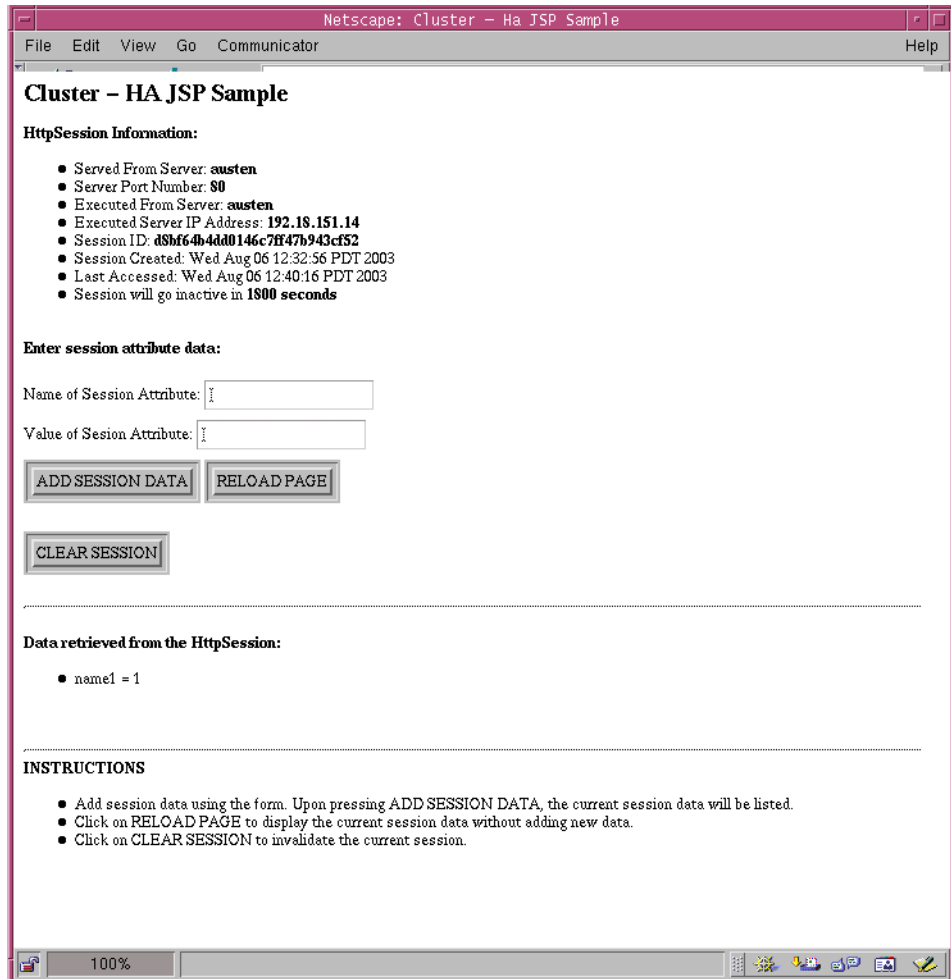 Netscape: Cluster – Ha JSP Sample
File Edit View Go Communicator Help
Cluster – HA JSP Sample
HttpSession Information:
Served From Server: austen
Server Port Number: 80
Executed From Server: austen
Executed Server IP Address: 192.18.151.14
Session ID: d8bf64b4dd0146c7ff47b943cf52
Session Created: Wed Aug 06 12:32:56 PDT 2003
Last Accessed: Wed Aug 06 12:40:16 PDT 2003
Session will go inactive in 1800 seconds
Enter session attribute data:
Name of Session Attribute:
Value of Sesion Attribute:
ADD SESSION DATA RELOAD PAGE
CLEAR SESSION
Data retrieved from the HttpSession:
name1 = 1
INSTRUCTIONS
Add session data using the form. Upon pressing ADD SESSION DATA, the current session data will be listed.
Click on RELOAD PAGE to display the current session data without adding new data.
Click on CLEAR SESSION to invalidate the current session.
100%